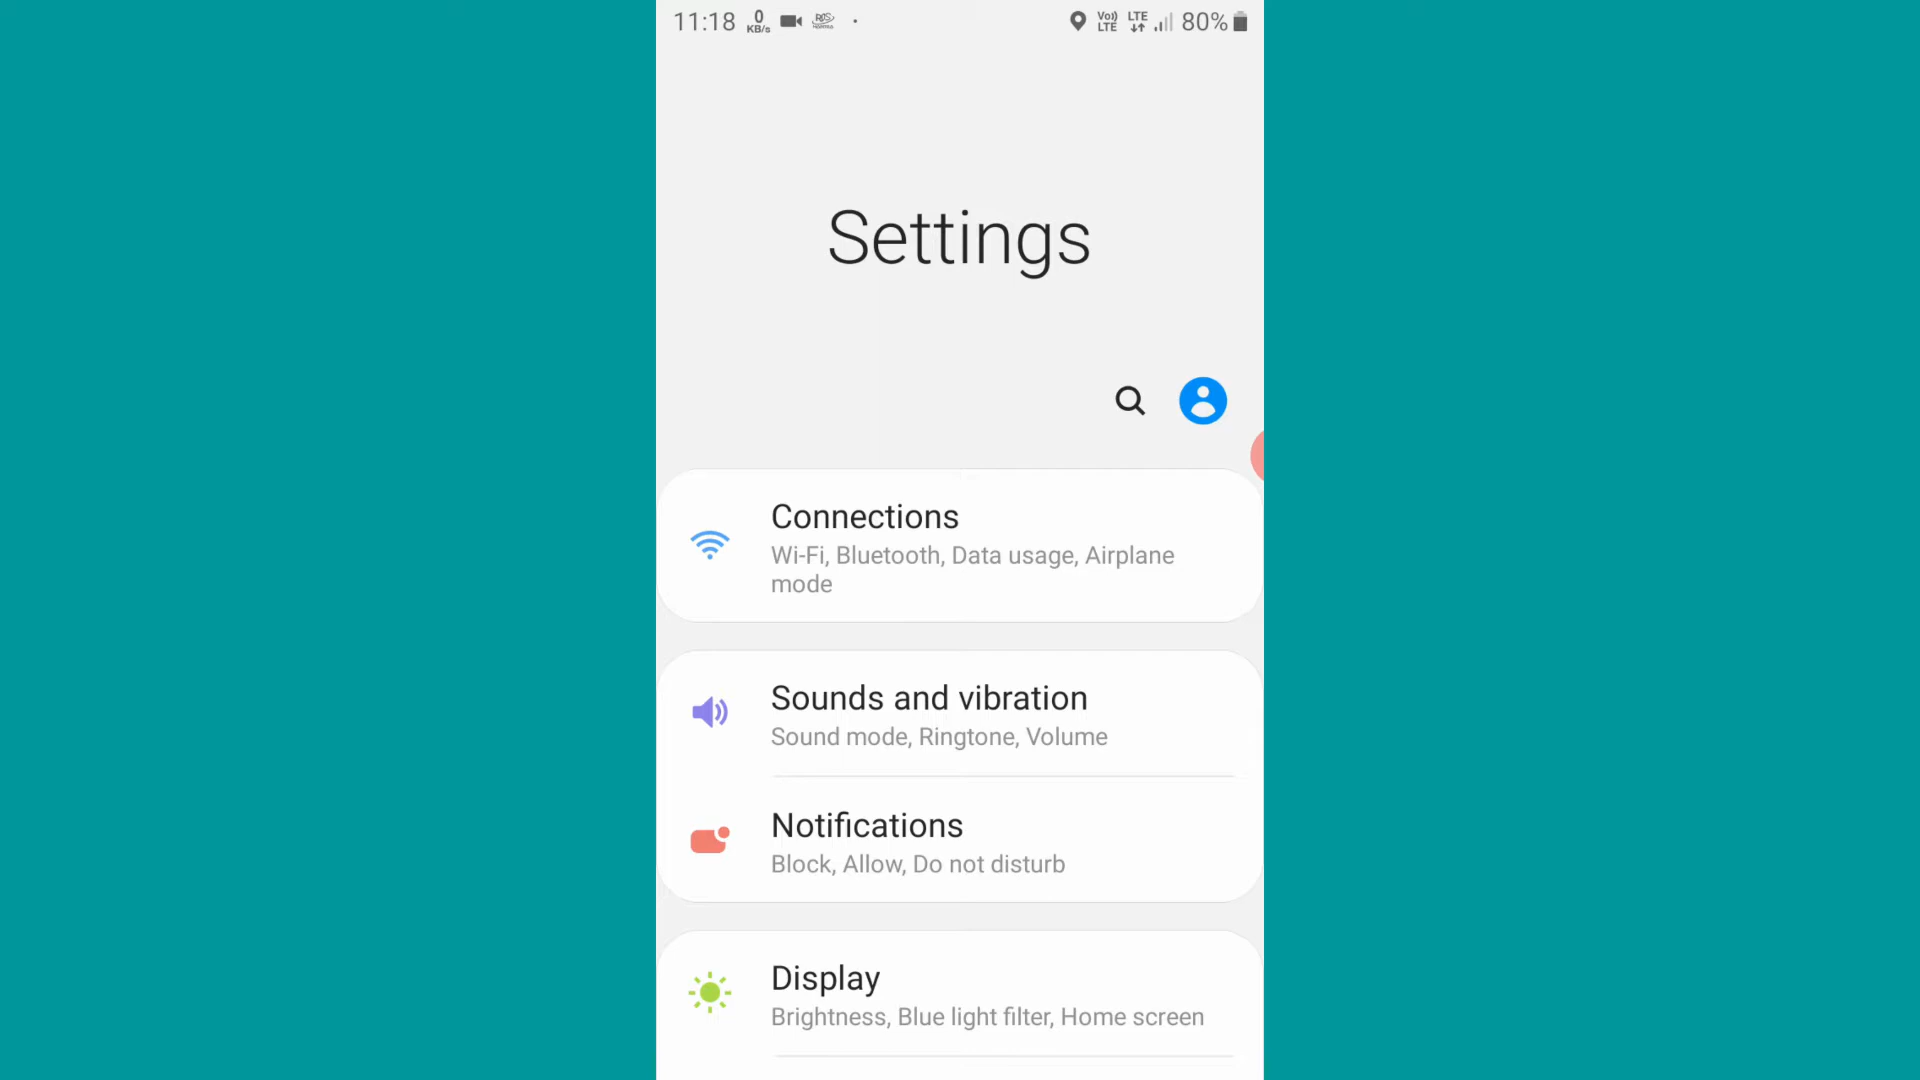 11:18 0 KB/s Vo)) LTE LTE 80%
Settings
Connections
Wi-Fi, Bluetooth, Data usage, Airplane
mode
Sounds and vibration
Sound mode, Ringtone, Volume
Notifications
Block, Allow, Do not disturb
Display
Brightness, Blue light filter, Home screen